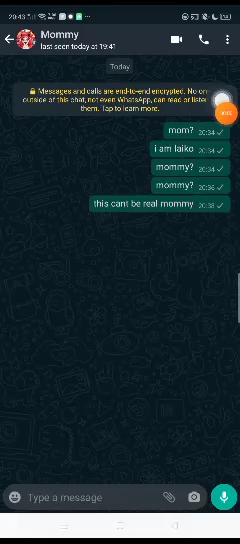 20:43
Mommy
last seen today at 19:41
Today
Messages and calls are end-to-end encrypted. No one
outside of this chat, not even WhatsApp, can read or listen
them. Tap to learn more.
mom? 20:34
i am laiko 20:34
mommy? 20:34
mommy? 20:36
this cant be real mommy 20:38
Type a message